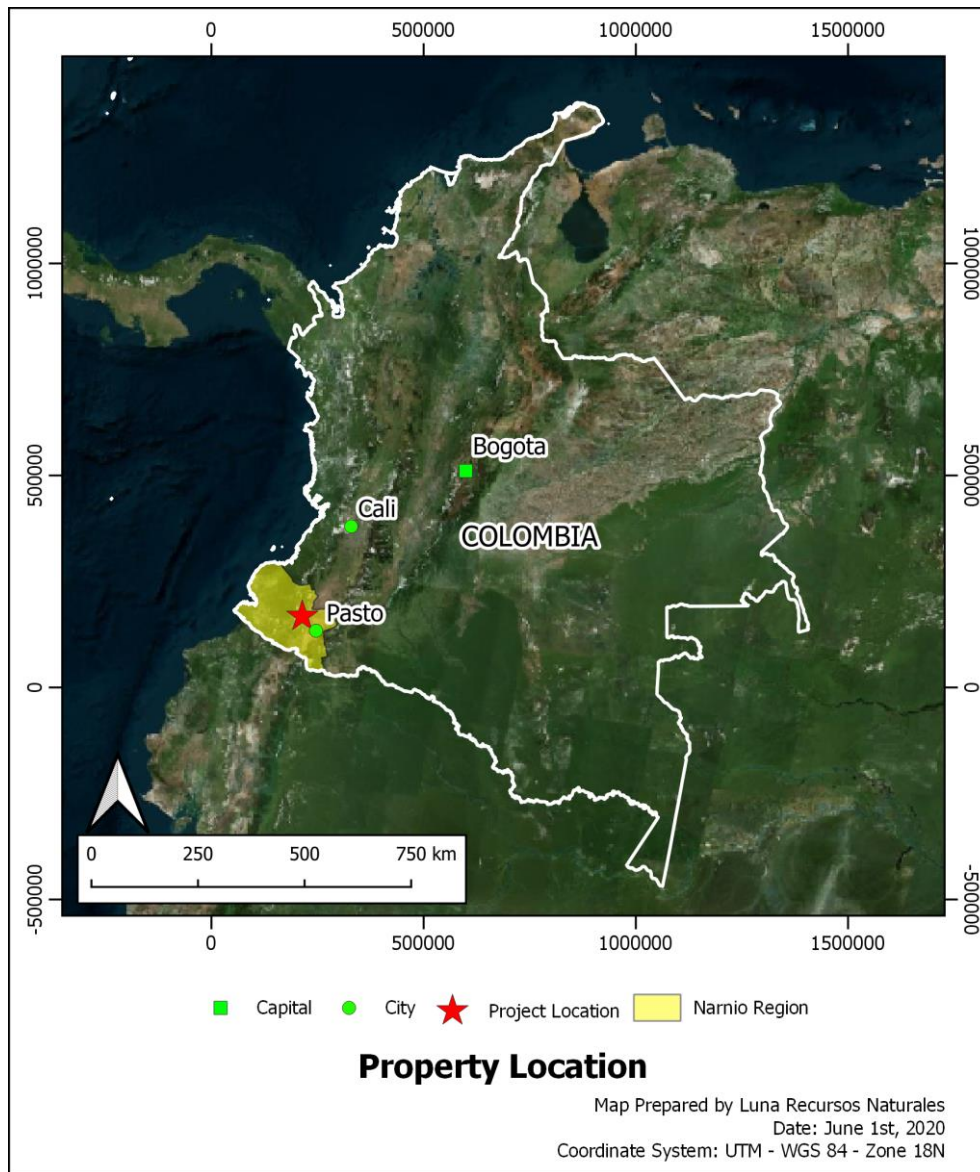 0 500000 1000000 1500000
1000000 1000000
Bogota
500000 500000
Cali
COLOMBIA
Pasto
0 0
0 250 500 750 km
-500000 -500000
0 500000 1000000 1500000
Capital City Project Location Narnio Region
Property Location
Map Prepared by Luna Recursos Naturales
Date: June 1st, 2020
Coordinate System: UTM - WGS 84 - Zone 18N